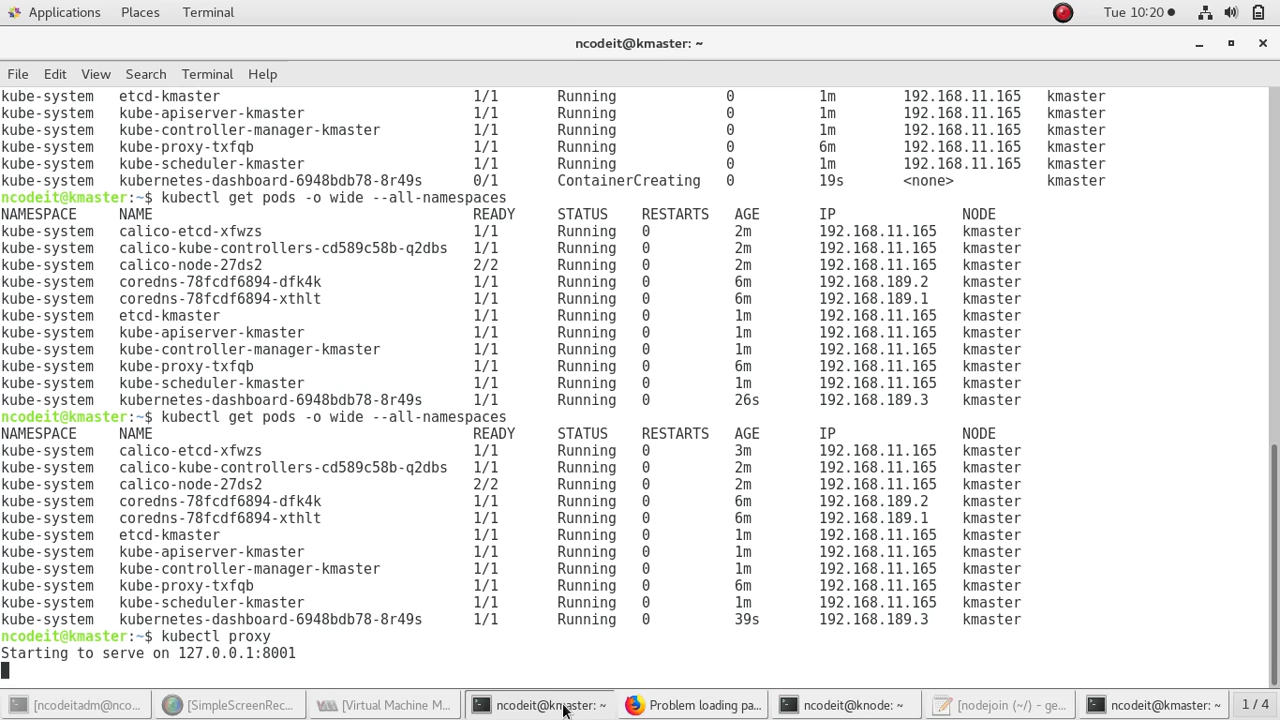 Applications Places Terminal Tue 10:20
ncodeit@kmaster: ~
File Edit View Search Terminal Help
kube-system etcd-kmaster 1/1 Running 0 1m 192.168.11.165 kmaster
kube-system kube-apiserver-kmaster 1/1 Running 0 1m 192.168.11.165 kmaster
kube-system kube-controller-manager-kmaster 1/1 Running 0 1m 192.168.11.165 kmaster
kube-system kube-proxy-txfqb 1/1 Running 0 6m 192.168.11.165 kmaster
kube-system kube-scheduler-kmaster 1/1 Running 0 1m 192.168.11.165 kmaster
kube-system kubernetes-dashboard-6948bdb78-8r49s 0/1 ContainerCreating 0 19s <none> kmaster
ncodeit@kmaster:~$ kubectl get pods -o wide --all-namespaces
NAMESPACE NAME READY STATUS RESTARTS AGE IP NODE
kube-system calico-etcd-xfwzs 1/1 Running 0 2m 192.168.11.165 kmaster
kube-system calico-kube-controllers-cd589c58b-q2dbs 1/1 Running 0 2m 192.168.11.165 kmaster
kube-system calico-node-27ds2 2/2 Running 0 2m 192.168.11.165 kmaster
kube-system coredns-78fcdf6894-dfk4k 1/1 Running 0 6m 192.168.189.2 kmaster
kube-system coredns-78fcdf6894-xthlt 1/1 Running 0 6m 192.168.189.1 kmaster
kube-system etcd-kmaster 1/1 Running 0 1m 192.168.11.165 kmaster
kube-system kube-apiserver-kmaster 1/1 Running 0 1m 192.168.11.165 kmaster
kube-system kube-controller-manager-kmaster 1/1 Running 0 1m 192.168.11.165 kmaster
kube-system kube-proxy-txfqb 1/1 Running 0 6m 192.168.11.165 kmaster
kube-system kube-scheduler-kmaster 1/1 Running 0 1m 192.168.11.165 kmaster
kube-system kubernetes-dashboard-6948bdb78-8r49s 1/1 Running 0 26s 192.168.189.3 kmaster
ncodeit@kmaster:~$ kubectl get pods -o wide --all-namespaces
NAMESPACE NAME READY STATUS RESTARTS AGE IP NODE
kube-system calico-etcd-xfwzs 1/1 Running 0 3m 192.168.11.165 kmaster
kube-system calico-kube-controllers-cd589c58b-q2dbs 1/1 Running 0 2m 192.168.11.165 kmaster
kube-system calico-node-27ds2 2/2 Running 0 2m 192.168.11.165 kmaster
kube-system coredns-78fcdf6894-dfk4k 1/1 Running 0 6m 192.168.189.2 kmaster
kube-system coredns-78fcdf6894-xthlt 1/1 Running 0 6m 192.168.189.1 kmaster
kube-system etcd-kmaster 1/1 Running 0 1m 192.168.11.165 kmaster
kube-system kube-apiserver-kmaster 1/1 Running 0 1m 192.168.11.165 kmaster
kube-system kube-controller-manager-kmaster 1/1 Running 0 1m 192.168.11.165 kmaster
kube-system kube-proxy-txfqb 1/1 Running 0 6m 192.168.11.165 kmaster
kube-system kube-scheduler-kmaster 1/1 Running 0 1m 192.168.11.165 kmaster
kube-system kubernetes-dashboard-6948bdb78-8r49s 1/1 Running 0 39s 192.168.189.3 kmaster
ncodeit@kmaster:~$ kubectl proxy
Starting to serve on 127.0.0.1:8001
[ncodeitadm@nco... [SimpleScreenRec... [Virtual Machine M... ncodeit@kmaster: ~ Problem loading pa... ncodeit@knode: ~ [nodejoin (~/) - ge... ncodeit@kmaster: ~ 1 / 4